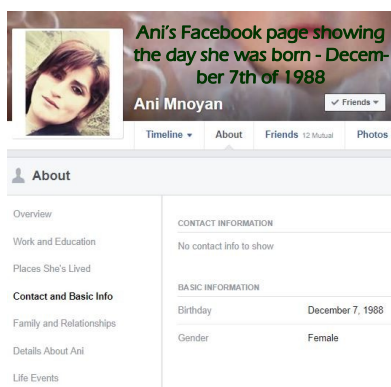 Ani's Facebook page showing
the day she was born - Decem-
ber 7th of 1988
Ani Mnoyan
Friends
Timeline
About
Friends 12 Mutual
Photos
About
Overview
Work and Education
Places She's Lived
Contact and Basic Info
Family and Relationships
Details About Ani
Life Events
CONTACT INFORMATION
No contact info to show
BASIC INFORMATION
Birthday December 7, 1988
Gender Female